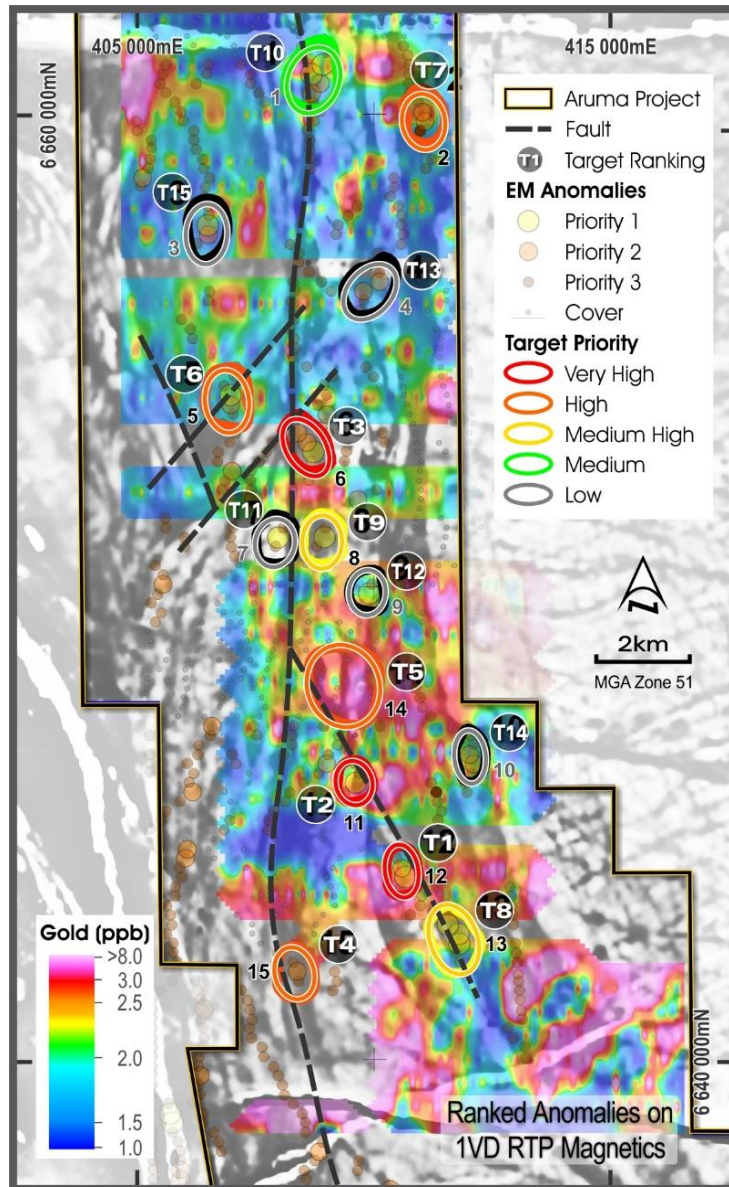 405 000mE
415 000mE
6 660 000mN
Aruma Project
Fault
T1 Target Ranking
EM Anomalies
Priority 1
Priority 2
Priority 3
Cover
Target Priority
Very High
High
Medium High
Medium
Low
N
2km
MGA Zone 51
T10
1
T7
2
T15
3
T13
4
T6
5
T3
6
T11
7
T9
8
T12
9
T5
14
T14
10
T2
11
T1
12
T8
13
T4
15
Gold (ppb)
>8.0
3.0
2.5
2.0
1.5
1.0
6 640 000mN
Ranked Anomalies on
1VD RTP Magnetics